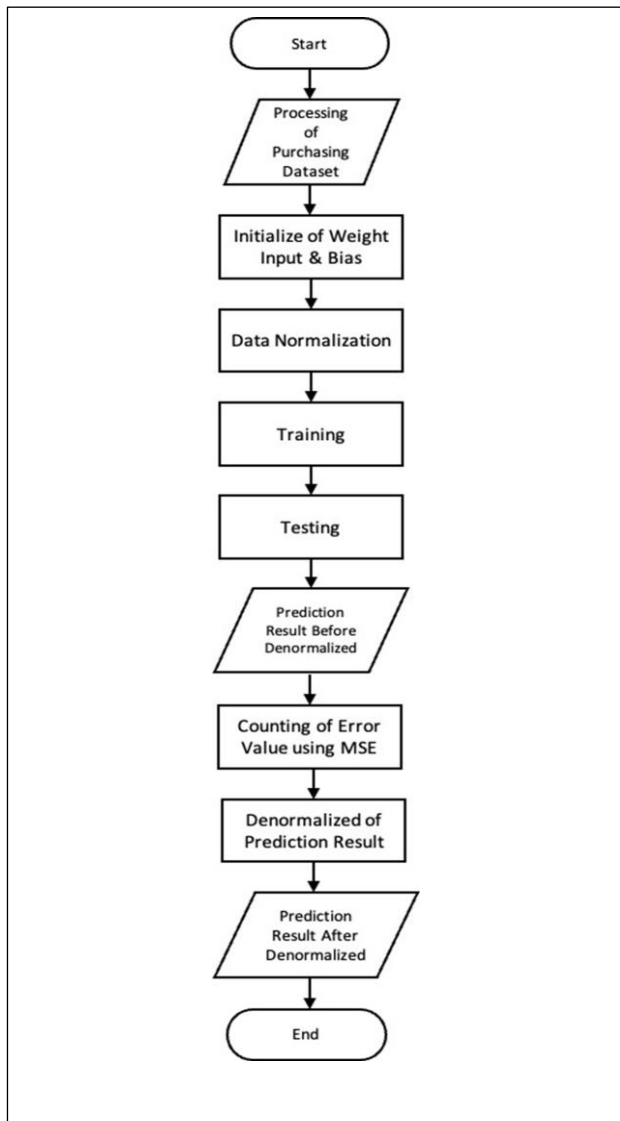 Start
Processing
of
Purchasing
Dataset
Initialize of Weight
Input & Bias
Data Normalization
Training
Testing
Prediction
Result Before
Denormalized
Counting of Error
Value using MSE
Denormalized of
Prediction Result
Prediction
Result After
Denormalized
End